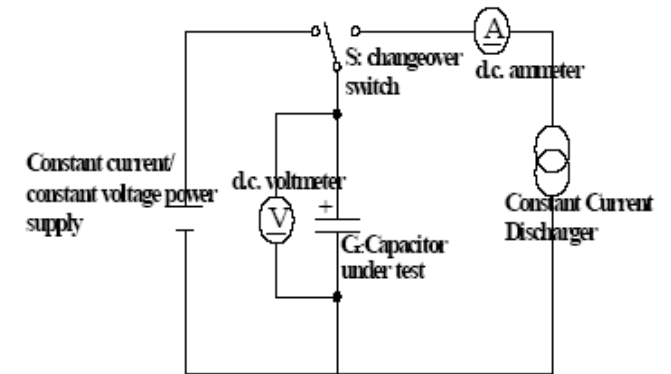 A
S: changeover
switch
d.c. ammeter
Constant current/
constant voltage power
supply
d.c. voltmeter
V
+
G:Capacitor
under test
Constant Current
Discharger